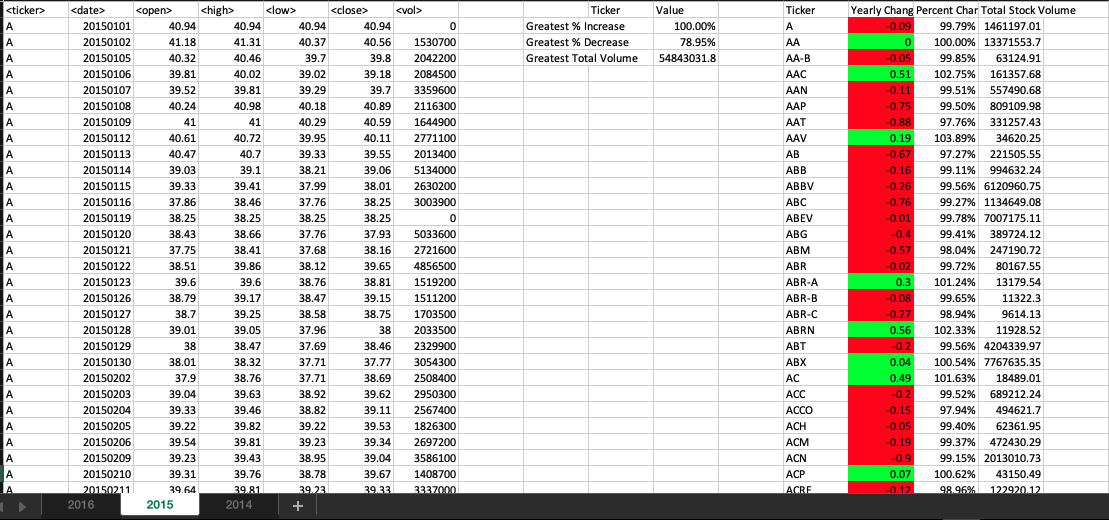 <ticker> <date> <open> <high> <low> <close> <vol> Ticker Value Ticker Yearly Chang Percent Char Total Stock Volume
A 20150101 40.94 40.94 40.94 40.94 0 Greatest % Increase 100.00% A -0.09 99.79% 1461197.01
A 20150102 41.18 41.31 40.37 40.56 1530700 Greatest % Decrease 78.95% AA 0 100.00% 13371553.7
A 20150105 40.32 40.46 39.7 39.8 2042200 Greatest Total Volume 54843031.8 AA-B -0.05 99.85% 63124.91
A 20150106 39.81 40.02 39.02 39.18 2084500 AAC 0.51 102.75% 161357.68
A 20150107 39.52 39.81 39.29 39.7 3359600 AAN -0.11 99.51% 557490.68
A 20150108 40.24 40.98 40.18 40.89 2116300 AAP -0.75 99.50% 809109.98
A 20150109 41 41 40.29 40.59 1644900 AAT -0.88 97.76% 331257.43
A 20150112 40.61 40.72 39.95 40.11 2771100 AAV 0.19 103.89% 34620.25
A 20150113 40.47 40.7 39.33 39.55 2013400 AB -0.67 97.27% 221505.55
A 20150114 39.03 39.1 38.21 39.06 5134000 ABB -0.16 99.11% 994632.24
A 20150115 39.33 39.41 37.99 38.01 2630200 ABBV -0.26 99.56% 6120960.75
A 20150116 37.86 38.46 37.76 38.25 3003900 ABC -0.76 99.27% 1134649.08
A 20150119 38.25 38.25 38.25 38.25 0 ABEV -0.01 99.78% 7007175.11
A 20150120 38.43 38.66 37.76 37.93 5033600 ABG -0.4 99.41% 389724.12
A 20150121 37.75 38.41 37.68 38.16 2721600 ABM -0.57 98.04% 247190.72
A 20150122 38.51 39.86 38.12 39.65 4856500 ABR -0.02 99.72% 80167.55
A 20150123 39.6 39.6 38.76 38.81 1519200 ABR-A 0.3 101.24% 13179.54
A 20150126 38.79 39.17 38.47 39.15 1511200 ABR-B -0.08 99.65% 11322.3
A 20150127 38.7 39.25 38.58 38.75 1703500 ABR-C -0.27 98.94% 9614.13
A 20150128 39.01 39.05 37.96 38 2033500 ABRN 0.56 102.33% 11928.52
A 20150129 38 38.47 37.69 38.46 2329900 ABT -0.2 99.56% 4204339.97
A 20150130 38.01 38.32 37.71 37.77 3054300 ABX 0.04 100.54% 7767635.35
A 20150202 37.9 38.76 37.71 38.69 2508400 AC 0.49 101.63% 18489.01
A 20150203 39.04 39.63 38.92 39.62 2950300 ACC -0.2 99.52% 689212.24
A 20150204 39.33 39.46 38.82 39.11 2567400 ACCO -0.15 97.94% 494621.7
A 20150205 39.22 39.82 39.22 39.53 1826300 ACH -0.05 99.40% 62361.95
A 20150206 39.54 39.81 39.23 39.34 2697200 ACM -0.19 99.37% 472430.29
A 20150209 39.23 39.43 38.95 39.04 3586100 ACN -0.9 99.15% 2013010.73
A 20150210 39.31 39.76 38.78 39.67 1408700 ACP 0.07 100.62% 43150.49
A 20150211 39.64 39.81 39.23 39.33 3337000 ACRE -0.12 98.96% 122920.12
2016 2015 2014 +